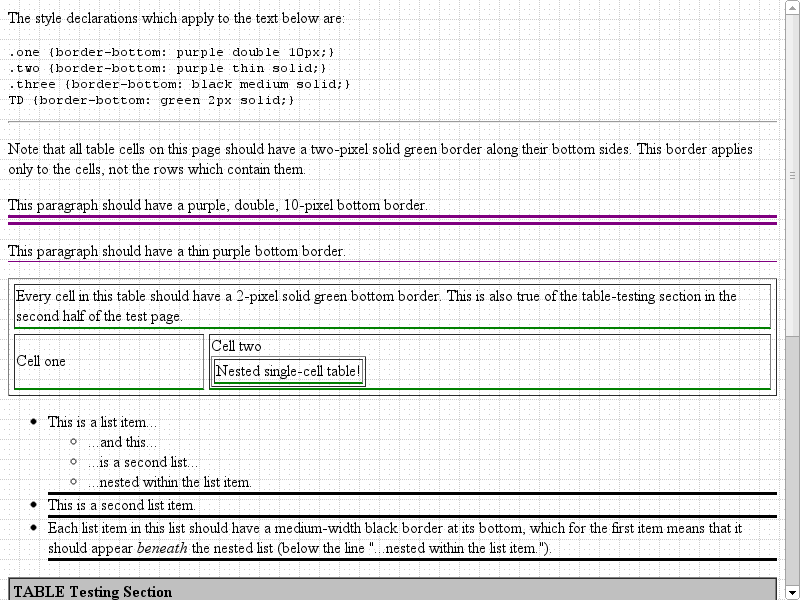 The style declarations which apply to the text below are:
.one {border-bottom: purple double 10px;}
.two {border-bottom: purple thin solid;}
.three {border-bottom: black medium solid;}
TD {border-bottom: green 2px solid;}
Note that all table cells on this page should have a two-pixel solid green border along their bottom sides. This border applies
only to the cells, not the rows which contain them.
This paragraph should have a purple, double, 10-pixel bottom border.
This paragraph should have a thin purple bottom border.
Every cell in this table should have a 2-pixel solid green bottom border. This is also true of the table-testing section in the
second half of the test page.
Cell one
Cell two
Nested single-cell table!
This is a list item...
...and this...
...is a second list...
...nested within the list item.
This is a second list item.
Each list item in this list should have a medium-width black border at its bottom, which for the first item means that it
should appear beneath the nested list (below the line "...nested within the list item.").
TABLE Testing Section